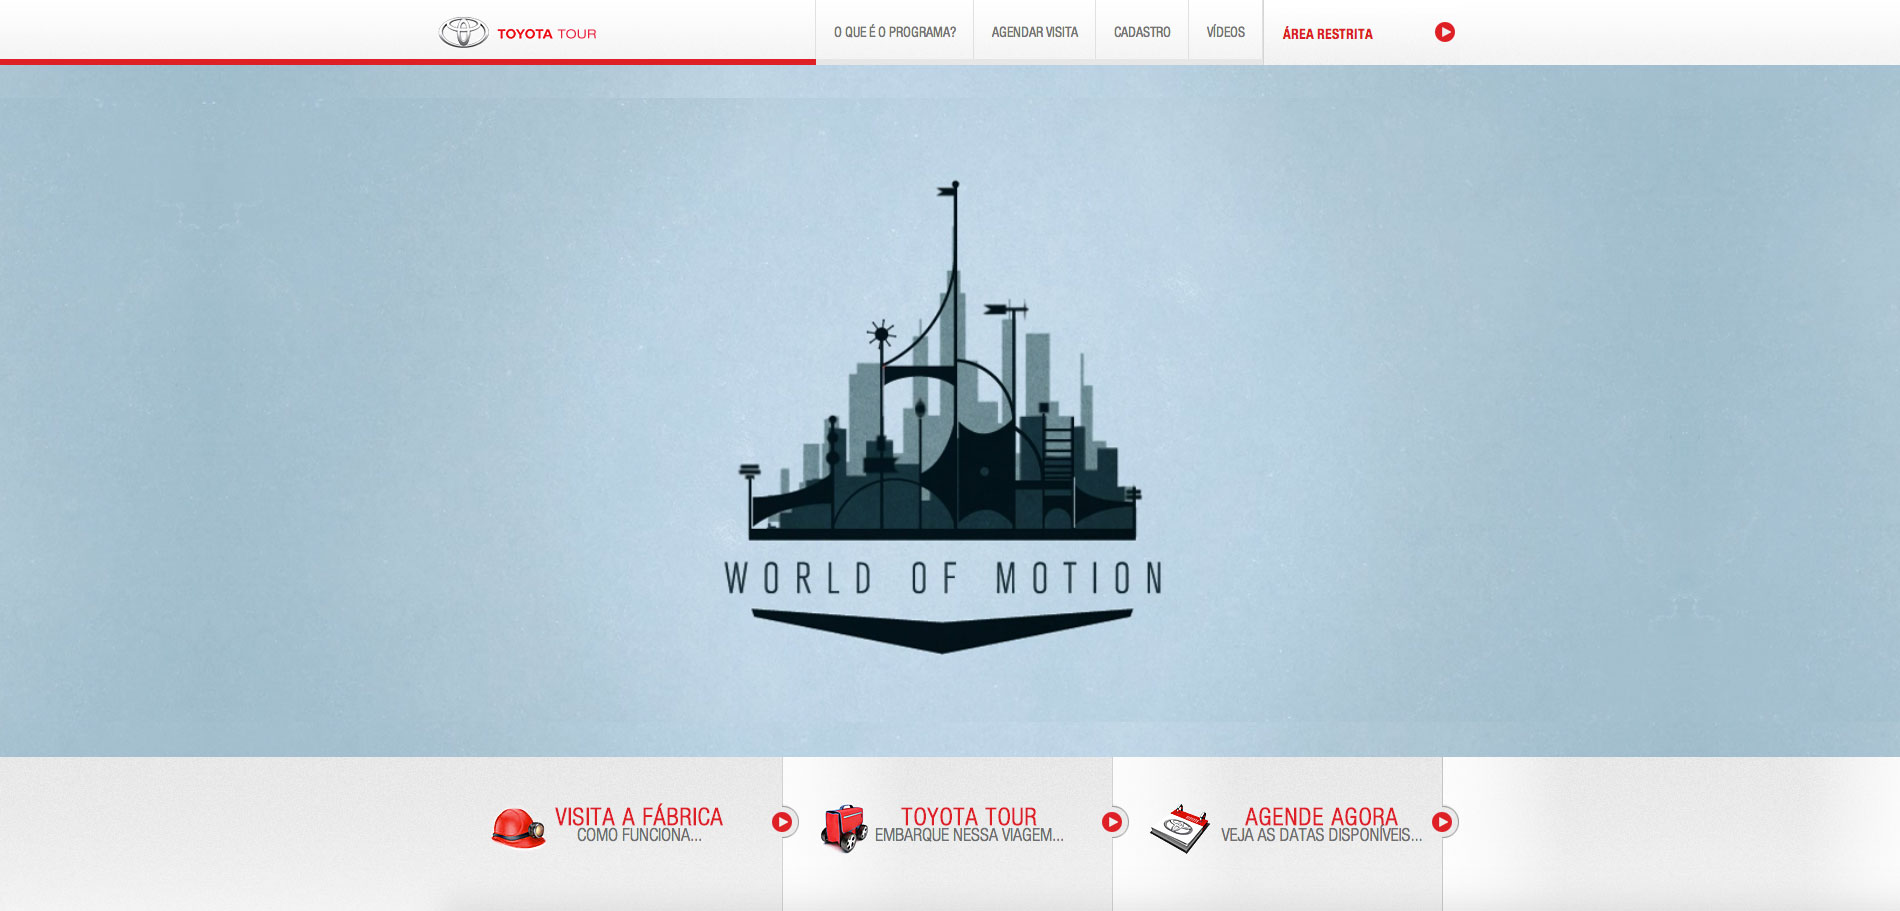 TOYOTA TOUR
O QUE É O PROGRAMA?
AGENDAR VISITA
CADASTRO
VÍDEOS
ÁREA RESTRITA
WORLD OF MOTION
VISITA A FÁBRICA
COMO FUNCIONA...
TOYOTA TOUR
EMBARQUE NESSA VIAGEM...
AGENDE AGORA
VEJA AS DATAS DISPONÍVEIS...